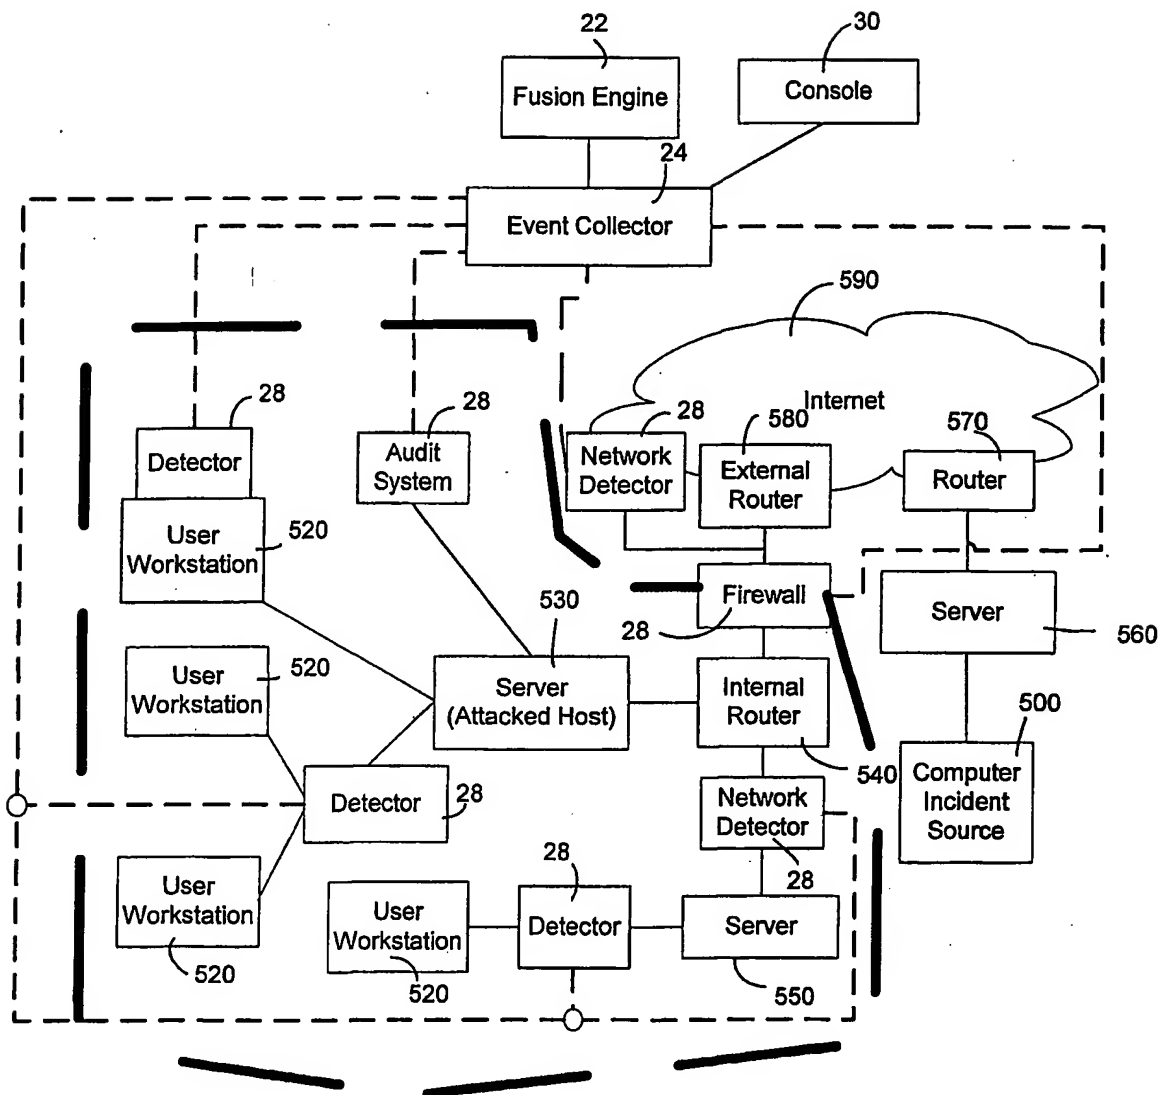 22
30
Fusion Engine
Console
24
Event Collector
590
Internet
28
28
28
580
570
Detector
Audit
System
Network
Detector
External
Router
Router
User
Workstation
520
Firewall
28
Server
560
530
520
User
Workstation
Server
(Attacked Host)
Internal
Router
540
500
Computer
Incident
Source
Detector
28
Network
Detector
28
User
Workstation
520
28
User
Workstation
520
Detector
Server
550